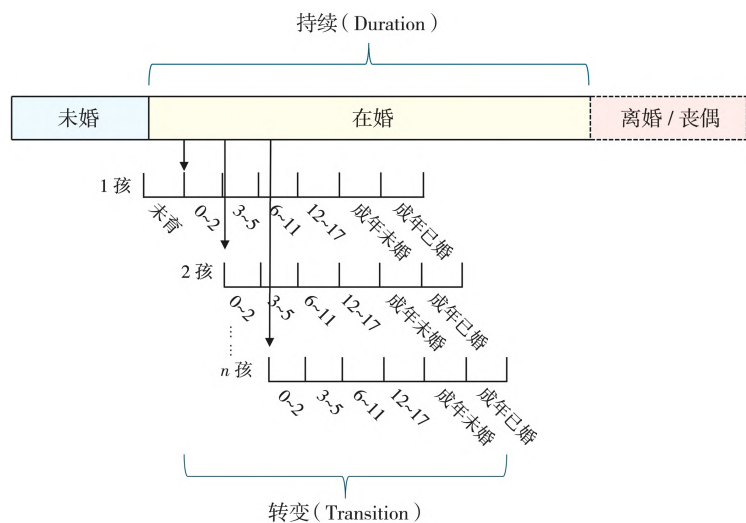 持续（Duration）
未婚 在婚 离婚 / 丧偶
1 孩
未育 0~2 3~5 6~11 12~17 成年未婚 成年已婚
2 孩
0~2 3~5 6~11 12~17 成年未婚 成年已婚
……
n 孩
0~2 3~5 6~11 12~17 成年未婚 成年已婚
转变（Transition）